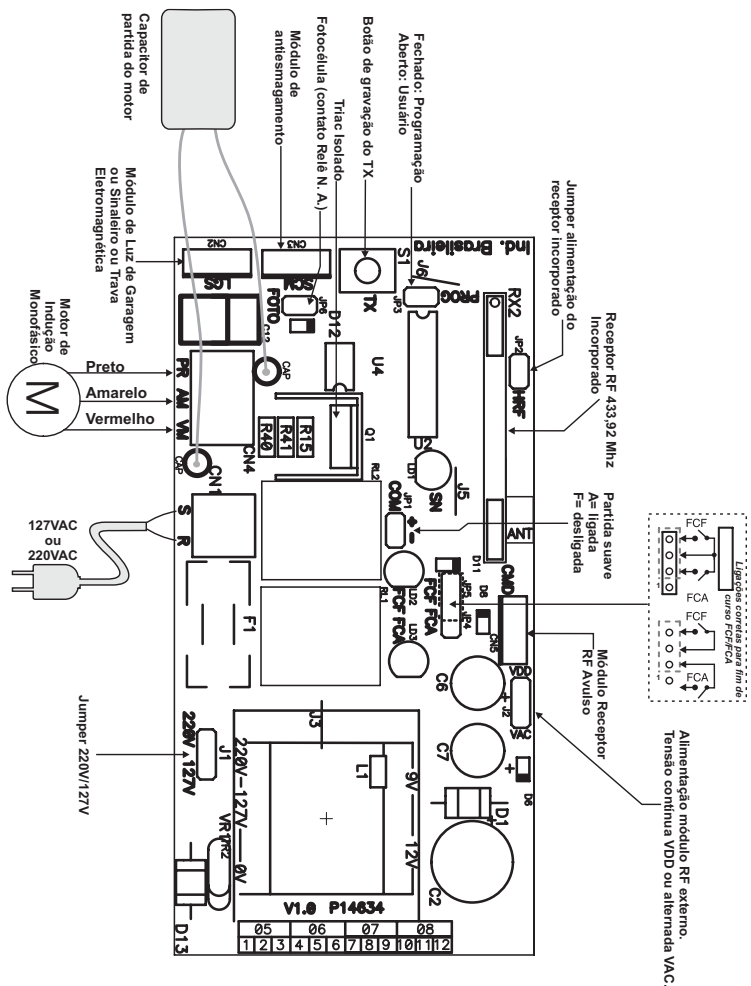 Capacitor de
partida do motor
Módulo de
antiesmagamento
Fotocélula (contato Relê N. A.)
Triac Isolado
Botão de gravação do TX
Fechado: Programação
Aberto: Usuário
Jumper alimentação do
receptor incorporado
Receptor RF 433,92 Mhz
Incorporado
Partida suave
A= ligada
F= desligada
Ligações corretas para fim de
curso FCF/FCA
FCF
FCA
FCF
FCA
Módulo Receptor
RF Avulso
Alimentação módulo RF externo.
Tensão contínua VDD ou alternada VAC.
Módulo de Luz de Garagem
ou Sinaleiro ou Trava
Eletromagnética
Motor de
Indução
Monofásico
M
Preto
Amarelo
Vermelho
127VAC
ou
220VAC
Jumper 220V/127V
Ind. Brasileira
CN2
LGS
CN3
SCM
S1
TX
J6
PROG
JP3
RX2
JP2
HRF
FOTO
JP6
D12
C13
U4
U2
CAP
PR
AM
VM
CN4
CAP
R40
R41
R15
Q1
RL2
LD1
SN
J5
JP1
COM
+
-
ANT
CN1
S
R
D11
LD2
FCF FCA
JP5
JP4
D8
CMD
CN5
RL1
FCF FCA
LD3
F1
C6
VDD
J2
VAC
+
C7
+
D6
J1
220V
127V
J3
L1
220V-127V
0V
9V
12V
D1
+
C2
VR1
VR2
D13
V1.0 P14634
05 06 07 08
1 2 3 4 5 6 7 8 9 10 11 12